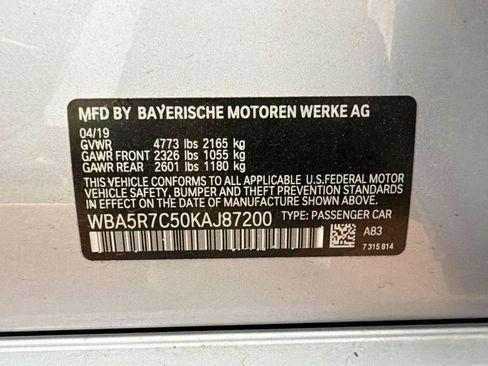 MFD BY BAYERISCHE MOTOREN WERKE AG
04/19
GVWR 4773 lbs 2165 kg
GAWR FRONT 2326 lbs 1055 kg
GAWR REAR 2601 lbs 1180 kg
THIS VEHICLE CONFORMS TO ALL APPLICABLE U.S.FEDERAL MOTOR
VEHICLE SAFETY, BUMPER AND THEFT PREVENTION STANDARDS
IN EFFECT ON THE DATE OF MANUFACTURE SHOWN ABOVE.
WBA5R7C50KAJ87200 TYPE: PASSENGER CAR
A83
7 315 814